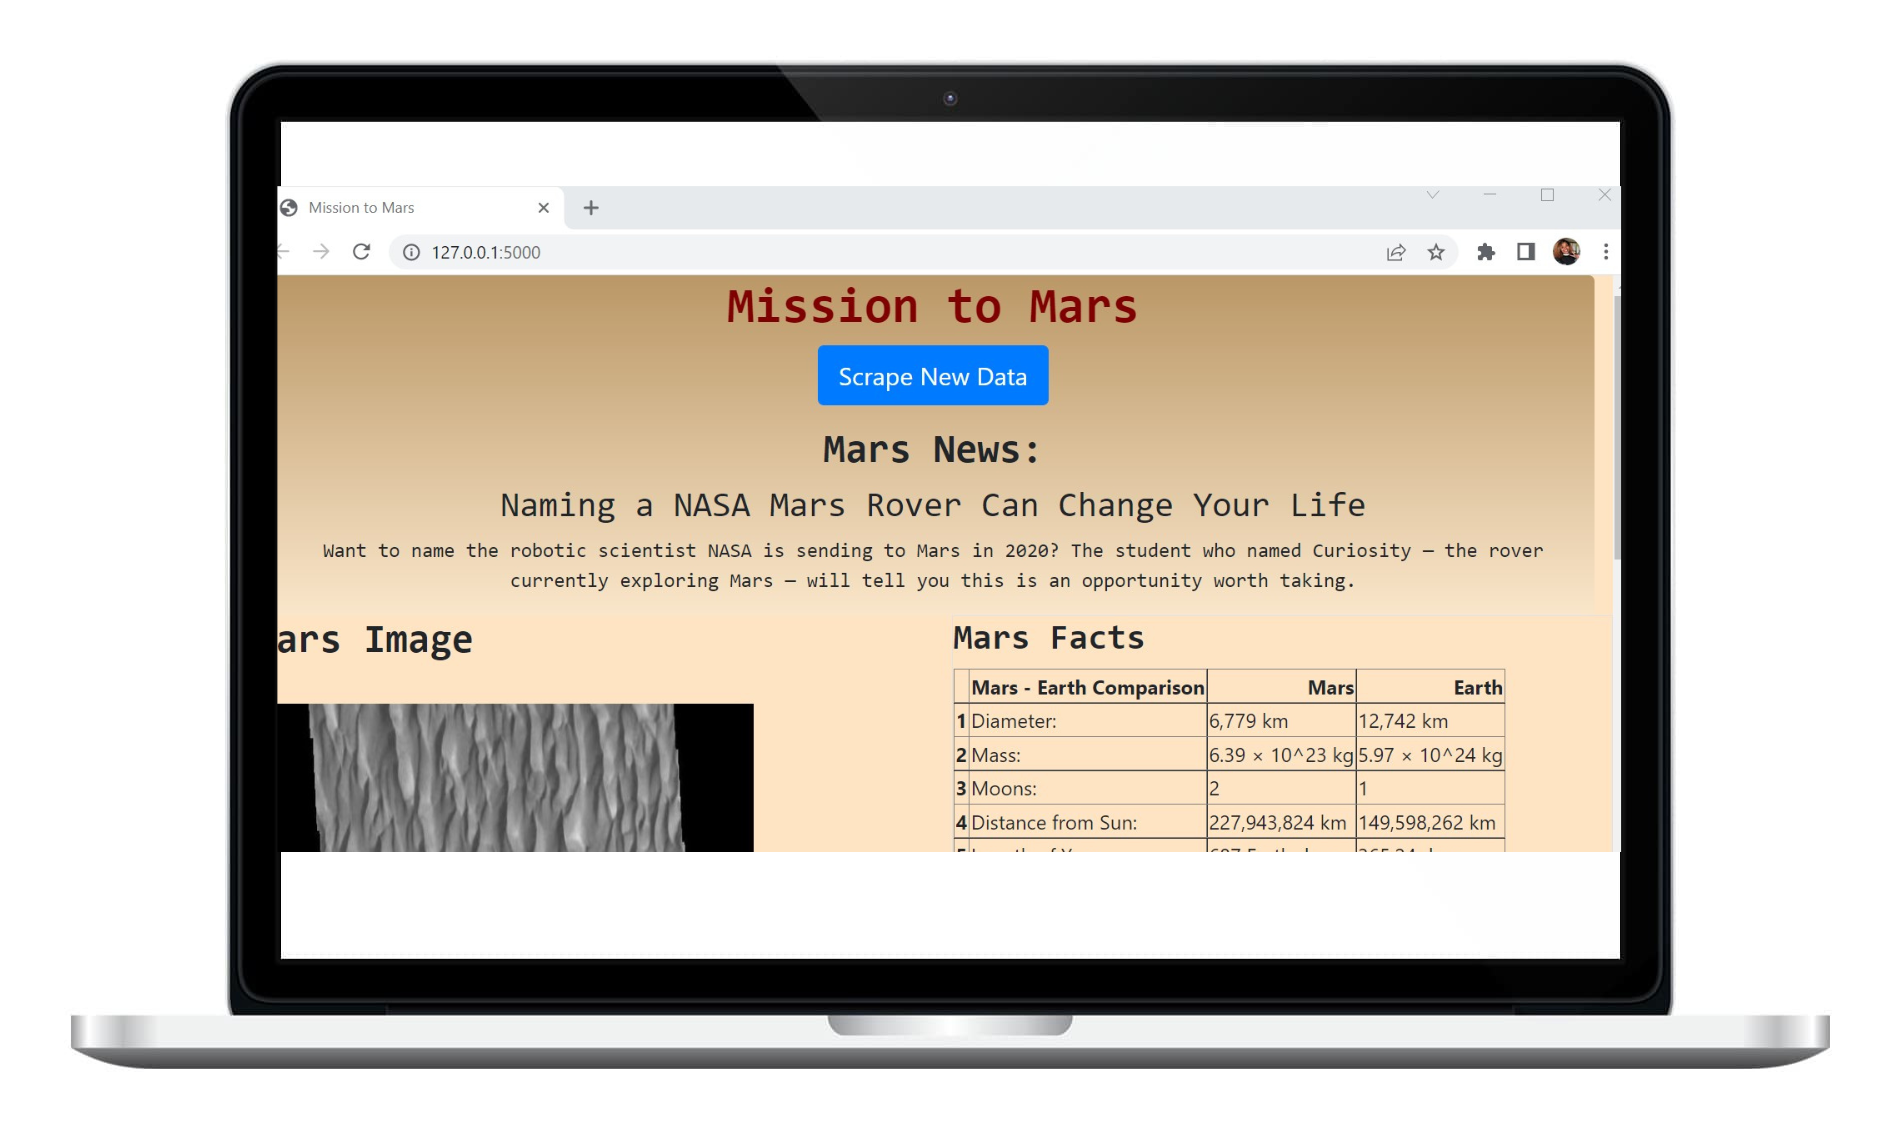 Mission to Mars
127.0.0.1:5000
Mission to Mars
Scrape New Data
Mars News:
Naming a NASA Mars Rover Can Change Your Life
Want to name the robotic scientist NASA is sending to Mars in 2020? The student who named Curiosity — the rover
currently exploring Mars — will tell you this is an opportunity worth taking.
ars Image
Mars Facts
Mars - Earth Comparison Mars Earth
1 Diameter: 6,779 km 12,742 km
2 Mass: 6.39 × 10^23 kg 5.97 × 10^24 kg
3 Moons: 2 1
4 Distance from Sun: 227,943,824 km 149,598,262 km